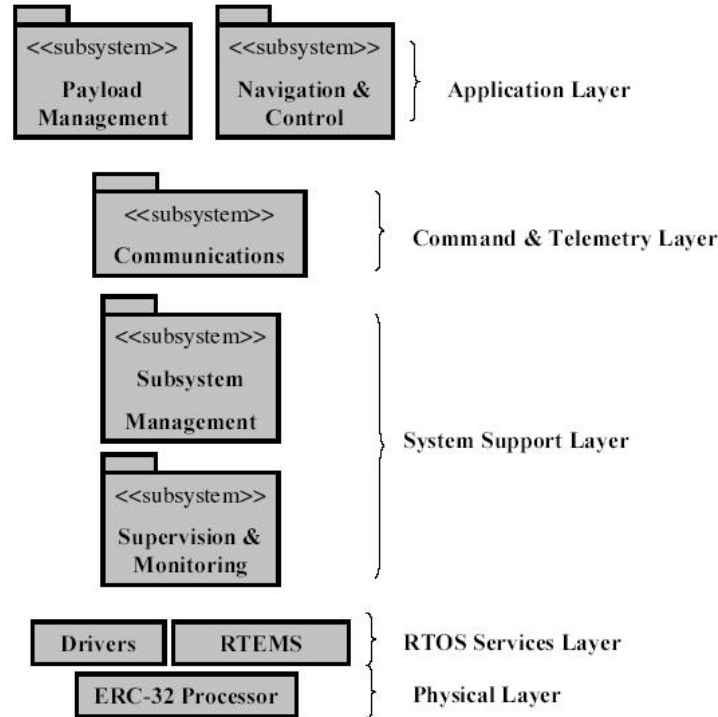 <<subsystem>>
Payload
Management
<<subsystem>>
Navigation &
Control
Application Layer
<<subsystem>>
Communications
Command & Telemetry Layer
<<subsystem>>
Subsystem
Management
<<subsystem>>
Supervision &
Monitoring
System Support Layer
Drivers
RTEMS
RTOS Services Layer
ERC-32 Processor
Physical Layer